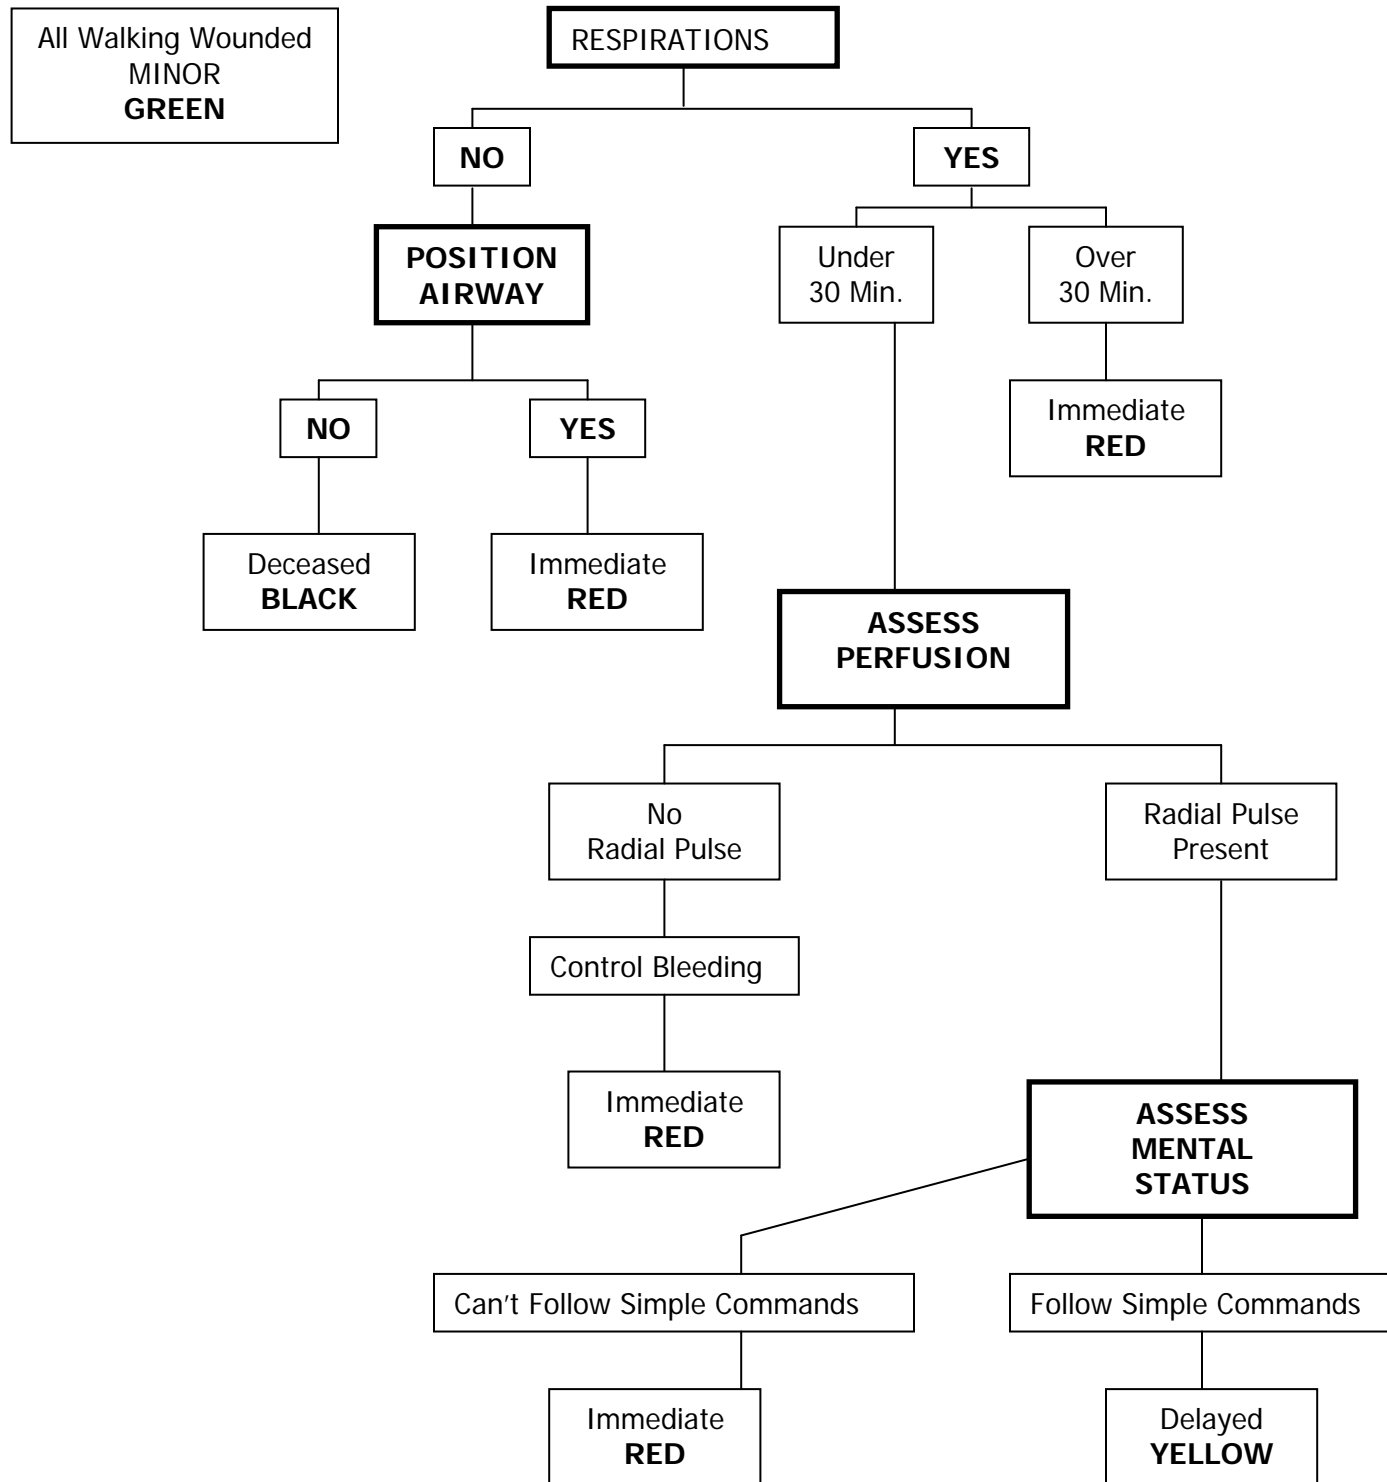 All Walking Wounded
MINOR
GREEN
RESPIRATIONS
NO
YES
POSITION
AIRWAY
Under
30 Min.
Over
30 Min.
NO
YES
Immediate
RED
Deceased
BLACK
Immediate
RED
ASSESS
PERFUSION
No
Radial Pulse
Radial Pulse
Present
Control Bleeding
Immediate
RED
ASSESS
MENTAL
STATUS
Can't Follow Simple Commands
Follow Simple Commands
Immediate
RED
Delayed
YELLOW